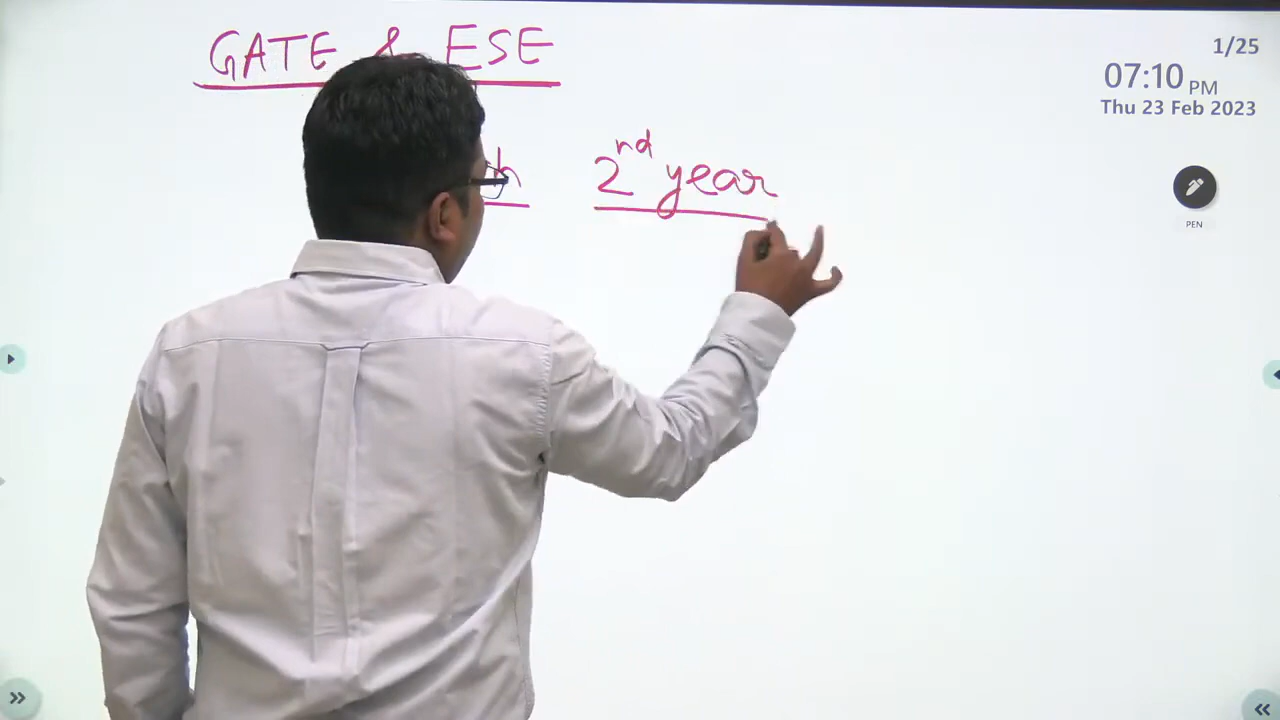 GATE & ESE
2nd year
1/25
07:10 PM
Thu 23 Feb 2023
PEN